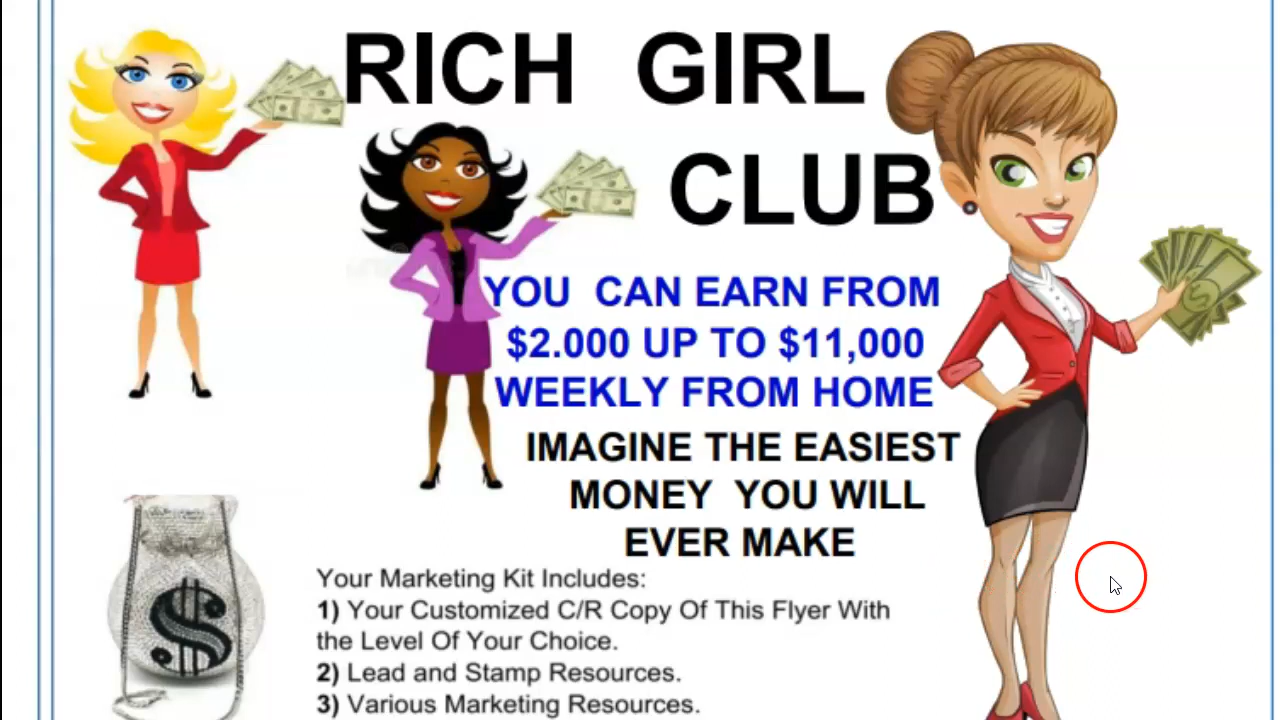 RICH GIRL
CLUB
YOU CAN EARN FROM
$2.000 UP TO $11,000
WEEKLY FROM HOME
IMAGINE THE EASIEST
MONEY YOU WILL
EVER MAKE
Your Marketing Kit Includes:
1) Your Customized C/R Copy Of This Flyer With
the Level Of Your Choice.
2) Lead and Stamp Resources.
3) Various Marketing Resources.